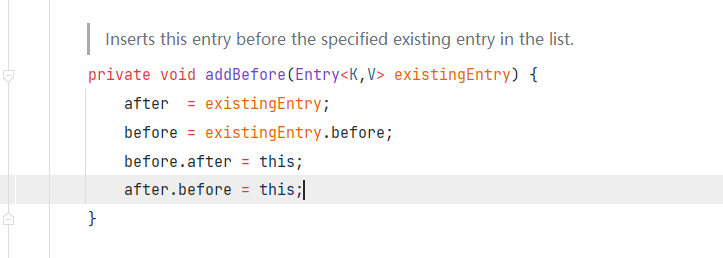 Inserts this entry before the specified existing entry in the list.
private void addBefore(Entry<K,V> existingEntry) {
    after  = existingEntry;
    before = existingEntry.before;
    before.after = this;
    after.before = this;
}